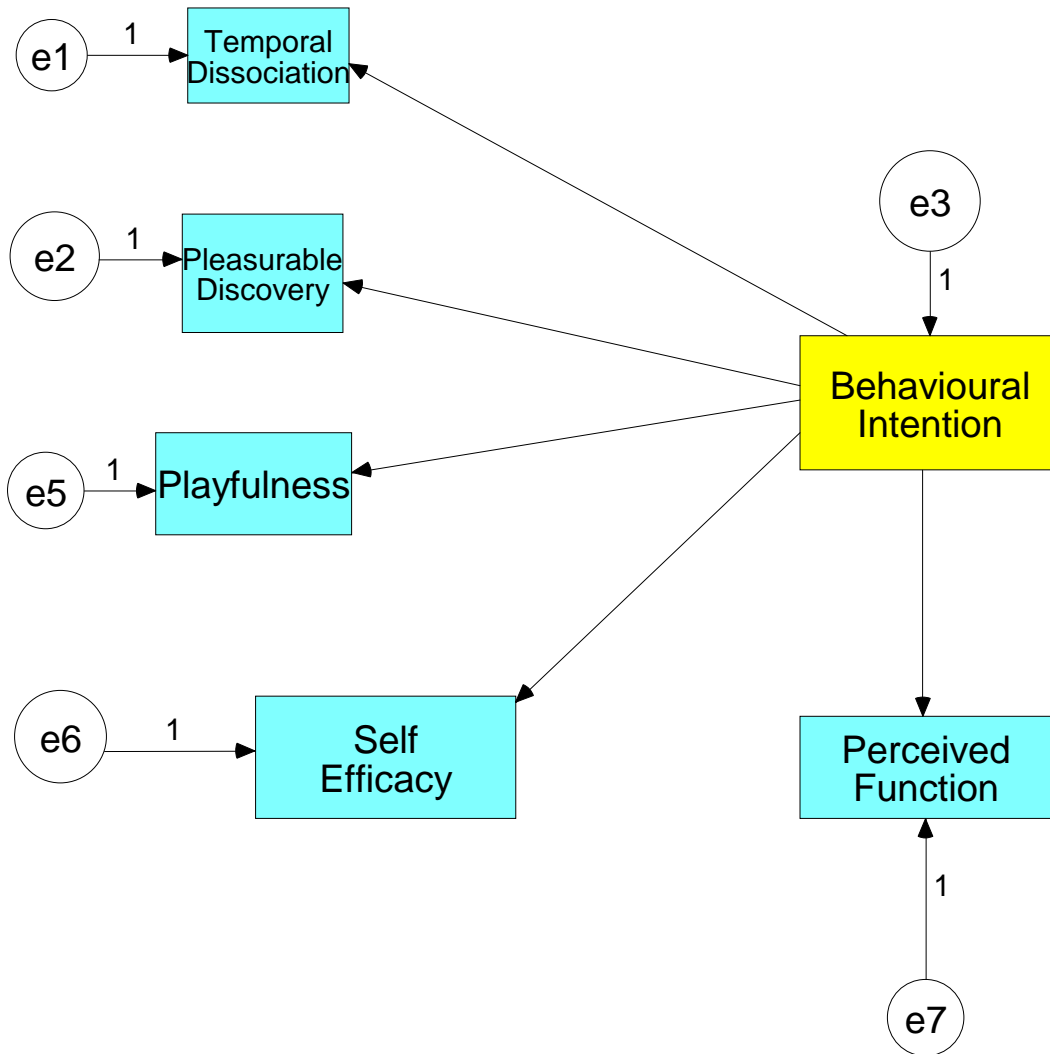 e1
1
Temporal
Dissociation
e3
1
e2
1
Pleasurable
Discovery
Behavioural
Intention
e5
1
Playfulness
e6
1
Self
Efficacy
Perceived
Function
1
e7